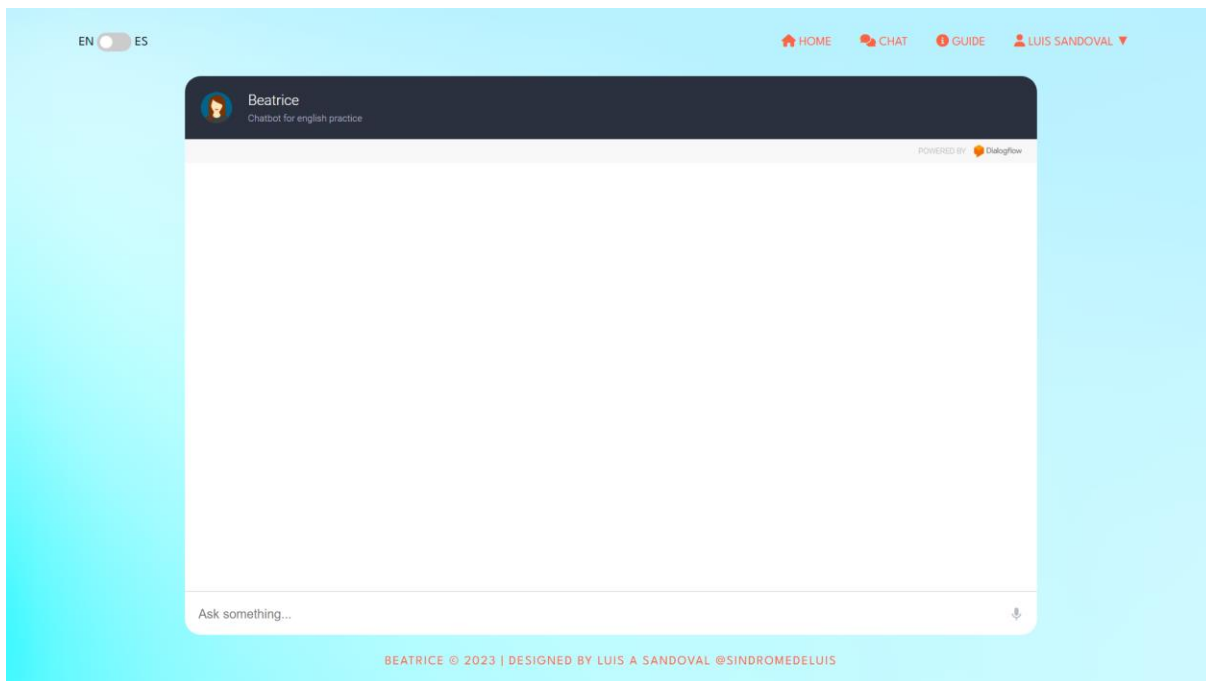 EN ES HOME CHAT GUIDE LUIS SANDOVAL ▼
Beatrice
Chatbot for english practice
POWERED BY Dialogflow
Ask something...
BEATRICE © 2023 | DESIGNED BY LUIS A SANDOVAL @SINDROMEDELUIS